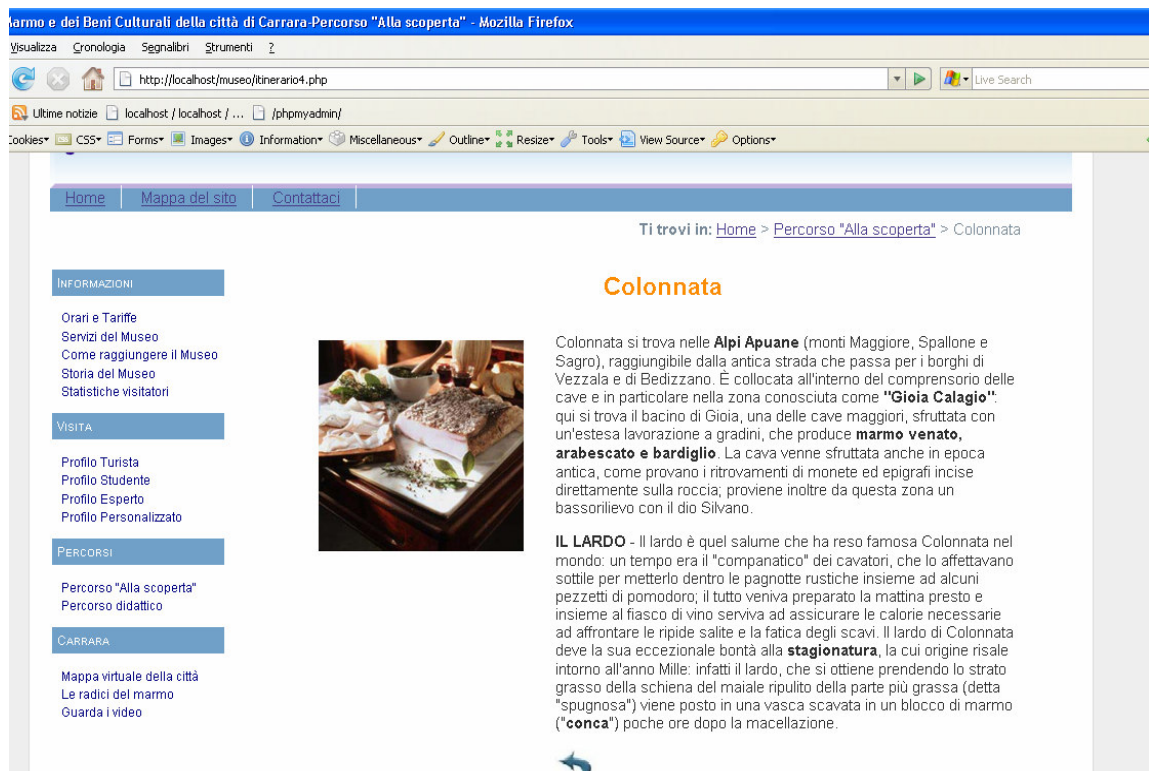 Marmo e dei Beni Culturali della città di Carrara-Percorso "Alla scoperta" - Mozilla Firefox
Visualizza Cronologia Segnalibri Strumenti ?
http://localhost/museo/itinerario4.php
Live Search
Ultime notizie localhost / localhost / ... /phpmyadmin/
Cookies CSS Forms Images Information Miscellaneous Outline Resize Tools View Source Options
Home Mappa del sito Contattaci
Ti trovi in: Home > Percorso "Alla scoperta" > Colonnata
INFORMAZIONI
Orari e Tariffe
Servizi del Museo
Come raggiungere il Museo
Storia del Museo
Statistiche visitatori
VISITA
Profilo Turista
Profilo Studente
Profilo Esperto
Profilo Personalizzato
PERCORSI
Percorso "Alla scoperta"
Percorso didattico
CARRARA
Mappa virtuale della città
Le radici del marmo
Guarda i video
Colonnata
Colonnata si trova nelle Alpi Apuane (monti Maggiore, Spallone e
Sagro), raggiungibile dalla antica strada che passa per i borghi di
Vezzala e di Bedizzano. È collocata all'interno del comprensorio delle
cave e in particolare nella zona conosciuta come "Gioia Calagio":
qui si trova il bacino di Gioia, una delle cave maggiori, sfruttata con
un'estesa lavorazione a gradini, che produce marmo venato,
arabescato e bardiglio. La cava venne sfruttata anche in epoca
antica, come provano i ritrovamenti di monete ed epigrafi incise
direttamente sulla roccia; proviene inoltre da questa zona un
bassorilievo con il dio Silvano.
IL LARDO - Il lardo è quel salume che ha reso famosa Colonnata nel
mondo: un tempo era il "companatico" dei cavatori, che lo affettavano
sottile per metterlo dentro le pagnotte rustiche insieme ad alcuni
pezzetti di pomodoro; il tutto veniva preparato la mattina presto e
insieme al fiasco di vino serviva ad assicurare le calorie necessarie
ad affrontare le ripide salite e la fatica degli scavi. Il lardo di Colonnata
deve la sua eccezionale bontà alla stagionatura, la cui origine risale
intorno all'anno Mille: infatti il lardo, che si ottiene prendendo lo strato
grasso della schiena del maiale ripulito della parte più grassa (detta
"spugnosa") viene posto in una vasca scavata in un blocco di marmo
("conca") poche ore dopo la macellazione.